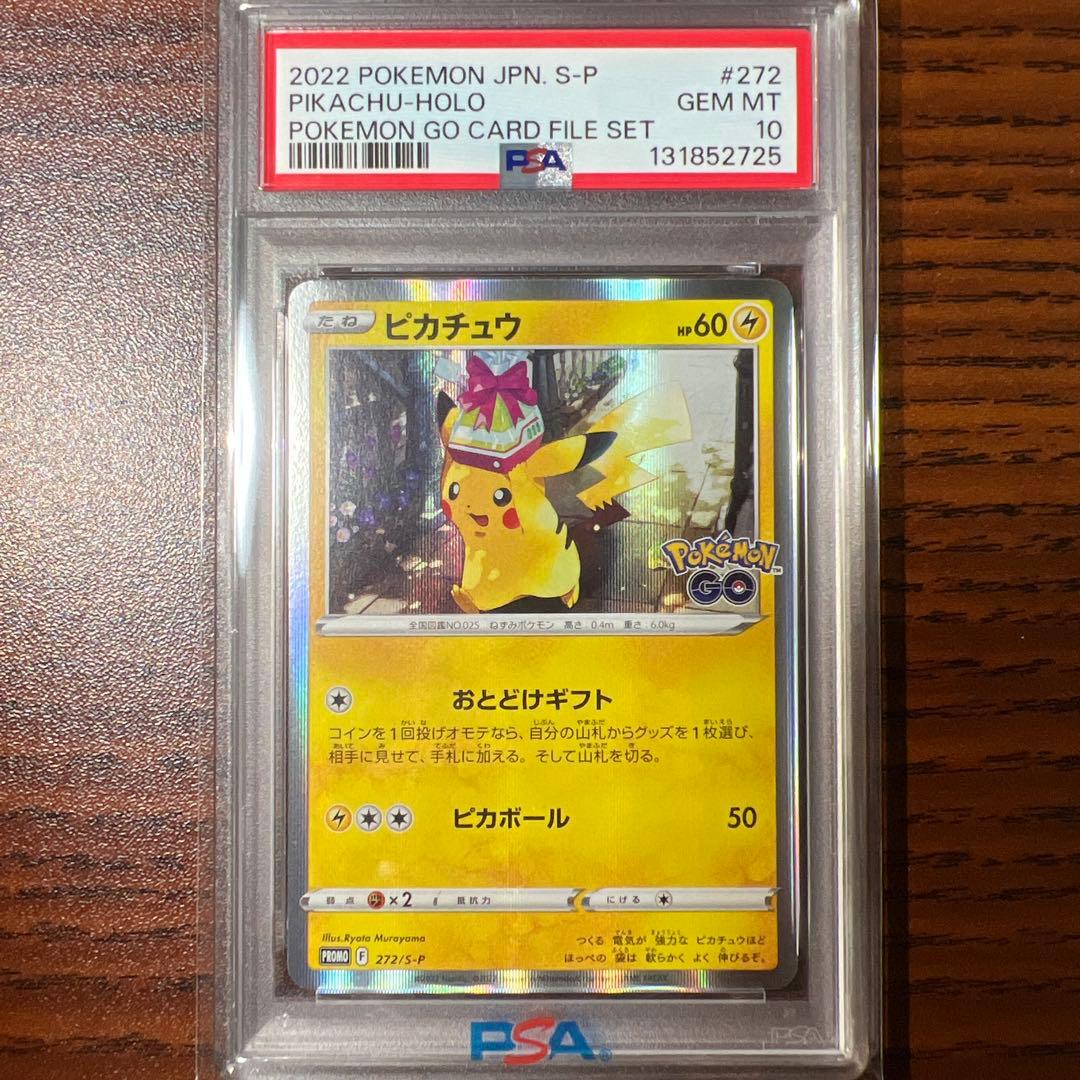 2022 POKEMON JPN. S-P #272
PIKACHU-HOLO GEM MT
POKEMON GO CARD FILE SET 10
PSA 131852725
たね ピカチュウ HP60
POKÉMON™
GO
全国図鑑NO.025 ねずみポケモン 高さ:0.4m 重さ:6.0kg
おとどけギフト
コインを1回投げオモテなら、自分の山札からグッズを1枚選び、
相手に見せて、手札に加える。そして山札を切る。
ピカボール 50
弱点 ×2 抵抗力 にげる
Illus.Ryota Murayama
つくる 電気が 強力な ピカチュウほど
PROMO F 272/S-P
ほっぺの 袋は 軟らかく よく 伸びるぞ。
PSA
PSA